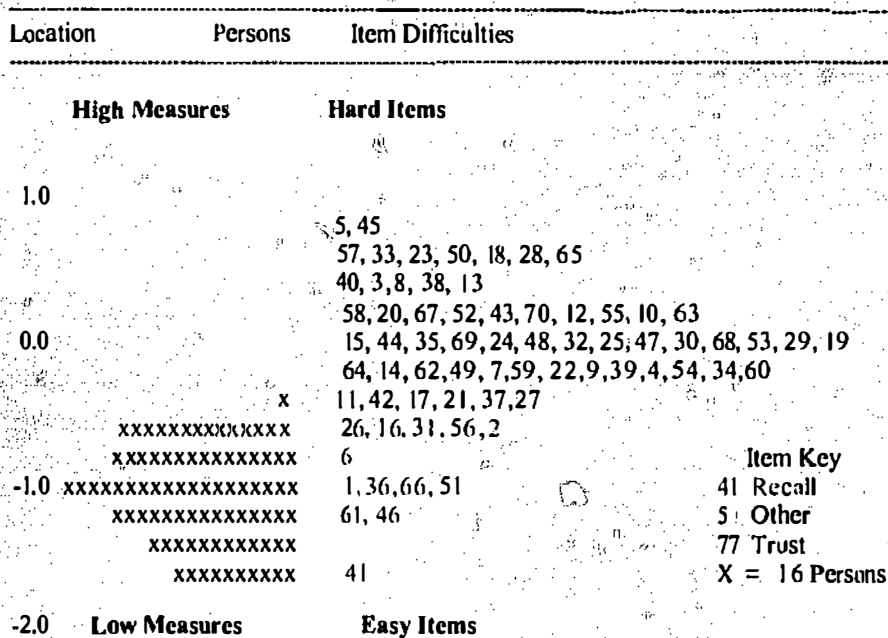 Location Persons Item Difficulties
High Measures Hard Items
1.0
5, 45
57, 33, 23, 50, 18, 28, 65
40, 3,8, 38, 13
58, 20, 67, 52, 43, 70, 12, 55, 10, 63
0.0 15, 44, 35, 69, 24, 48, 32, 25, 47, 30, 68, 53, 29, 19
64, 14, 62,49, 7,59, 22,9,39,4,54, 34,60
x 11,42, 17, 21, 37,27
xxxxxxxxxxxxxx 26, 16, 31, 56,2
xxxxxxxxxxxxxxx 6 Item Key
-1.0 xxxxxxxxxxxxxxxxxxx 1,36,66, 51 41 Recall
xxxxxxxxxxxxxxx 61, 46 5 Other
xxxxxxxxxxxx 77 Trust
xxxxxxxxxx 41 X = 16 Persons
-2.0 Low Measures Easy Items